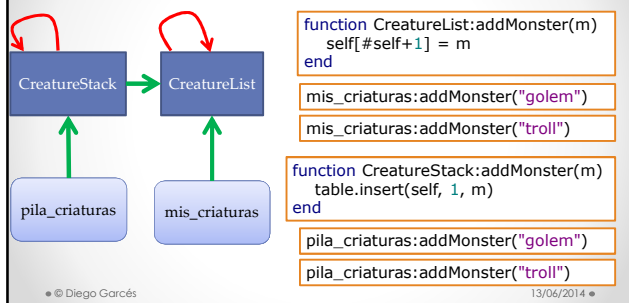 CreatureStack
CreatureList
pila_criaturas
mis_criaturas
function CreatureList:addMonster(m)
self[#self+1] = m
end
mis_criaturas:addMonster("golem")
mis_criaturas:addMonster("troll")
function CreatureStack:addMonster(m)
table.insert(self, 1, m)
end
pila_criaturas:addMonster("golem")
pila_criaturas:addMonster("troll")
© Diego Garcés
13/06/2014